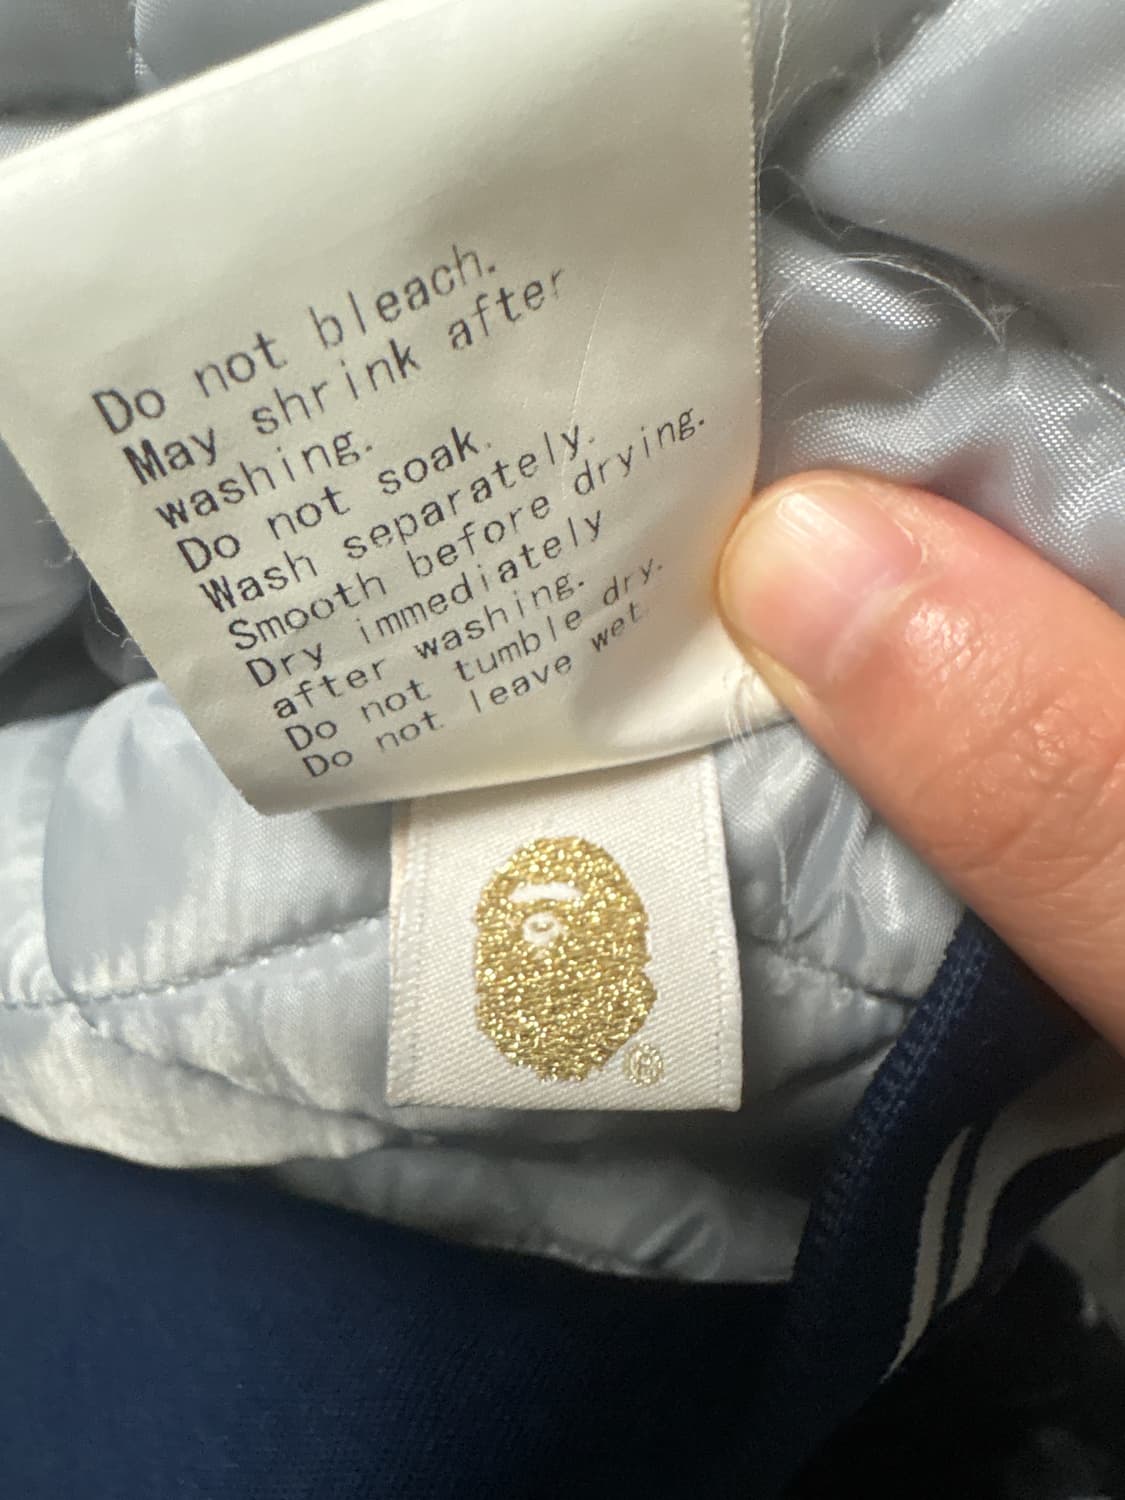 Do not bleach.
May shrink after
washing.
Do not soak.
Wash separately.
Smooth before drying.
Dry immediately
after washing.
Do not tumble dry.
Do not leave wet.
®